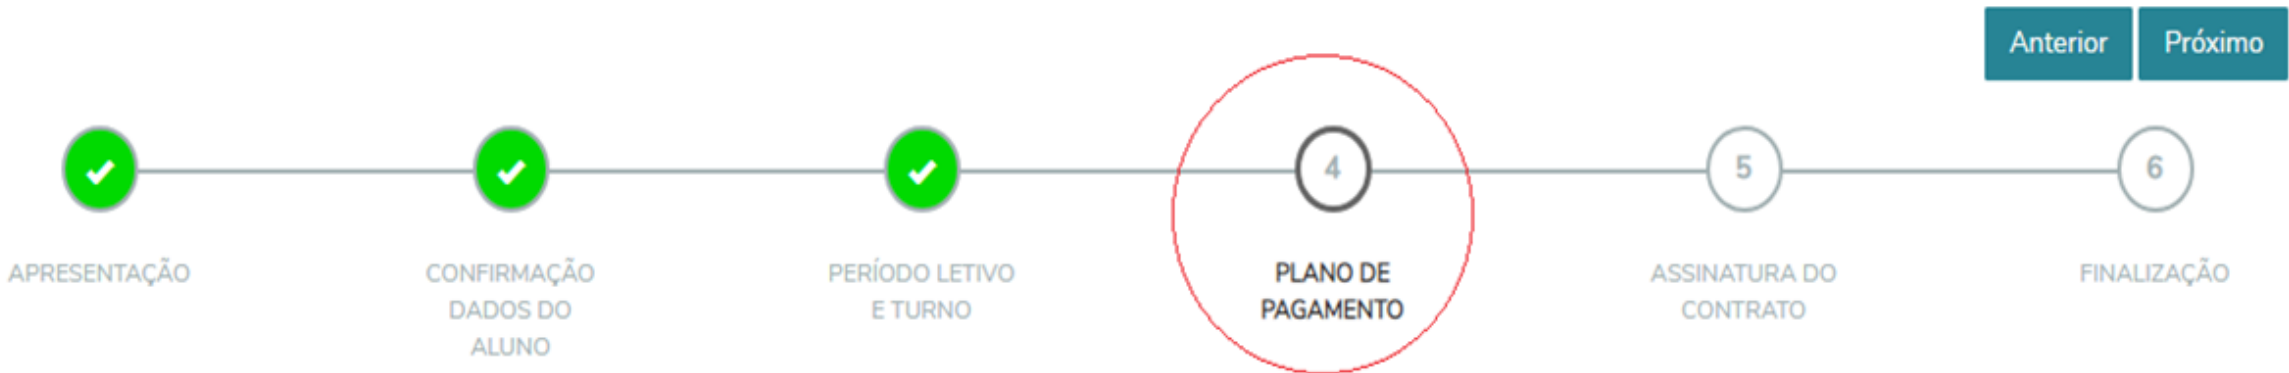 Anterior
Próximo
4
5
6
APRESENTAÇÃO
CONFIRMAÇÃO
DADOS DO
ALUNO
PERÍODO LETIVO
E TURNO
PLANO DE
PAGAMENTO
ASSINATURA DO
CONTRATO
FINALIZAÇÃO